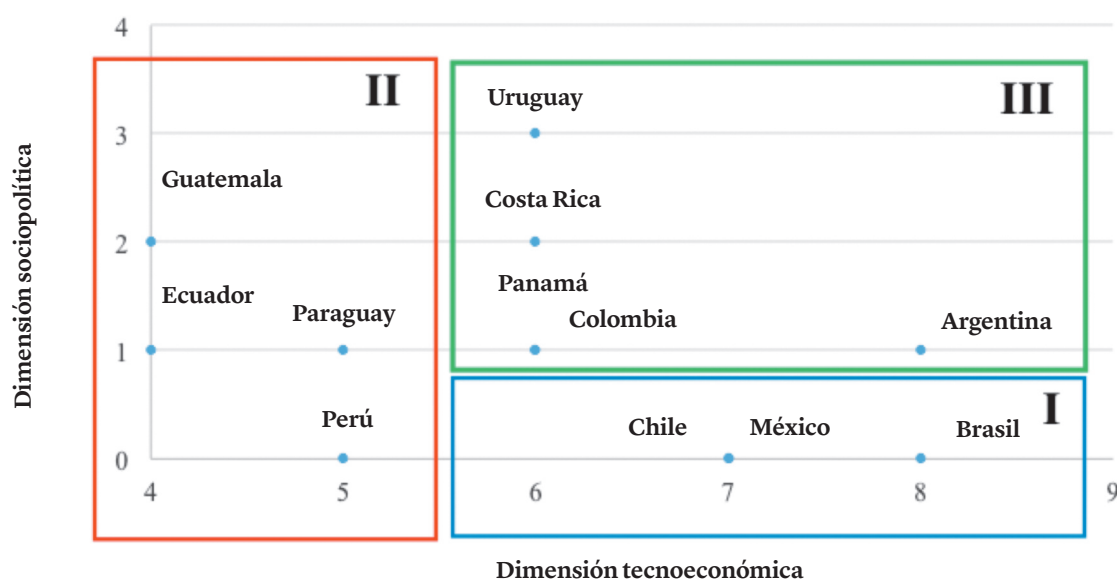 4
II
III
Uruguay
3
Guatemala
Costa Rica
2
Panamá
Ecuador
Paraguay
Colombia
Argentina
1
I
Perú
Chile
México
Brasil
0
4
5
6
7
8
9
Dimensión sociopolítica
Dimensión tecnoeconómica